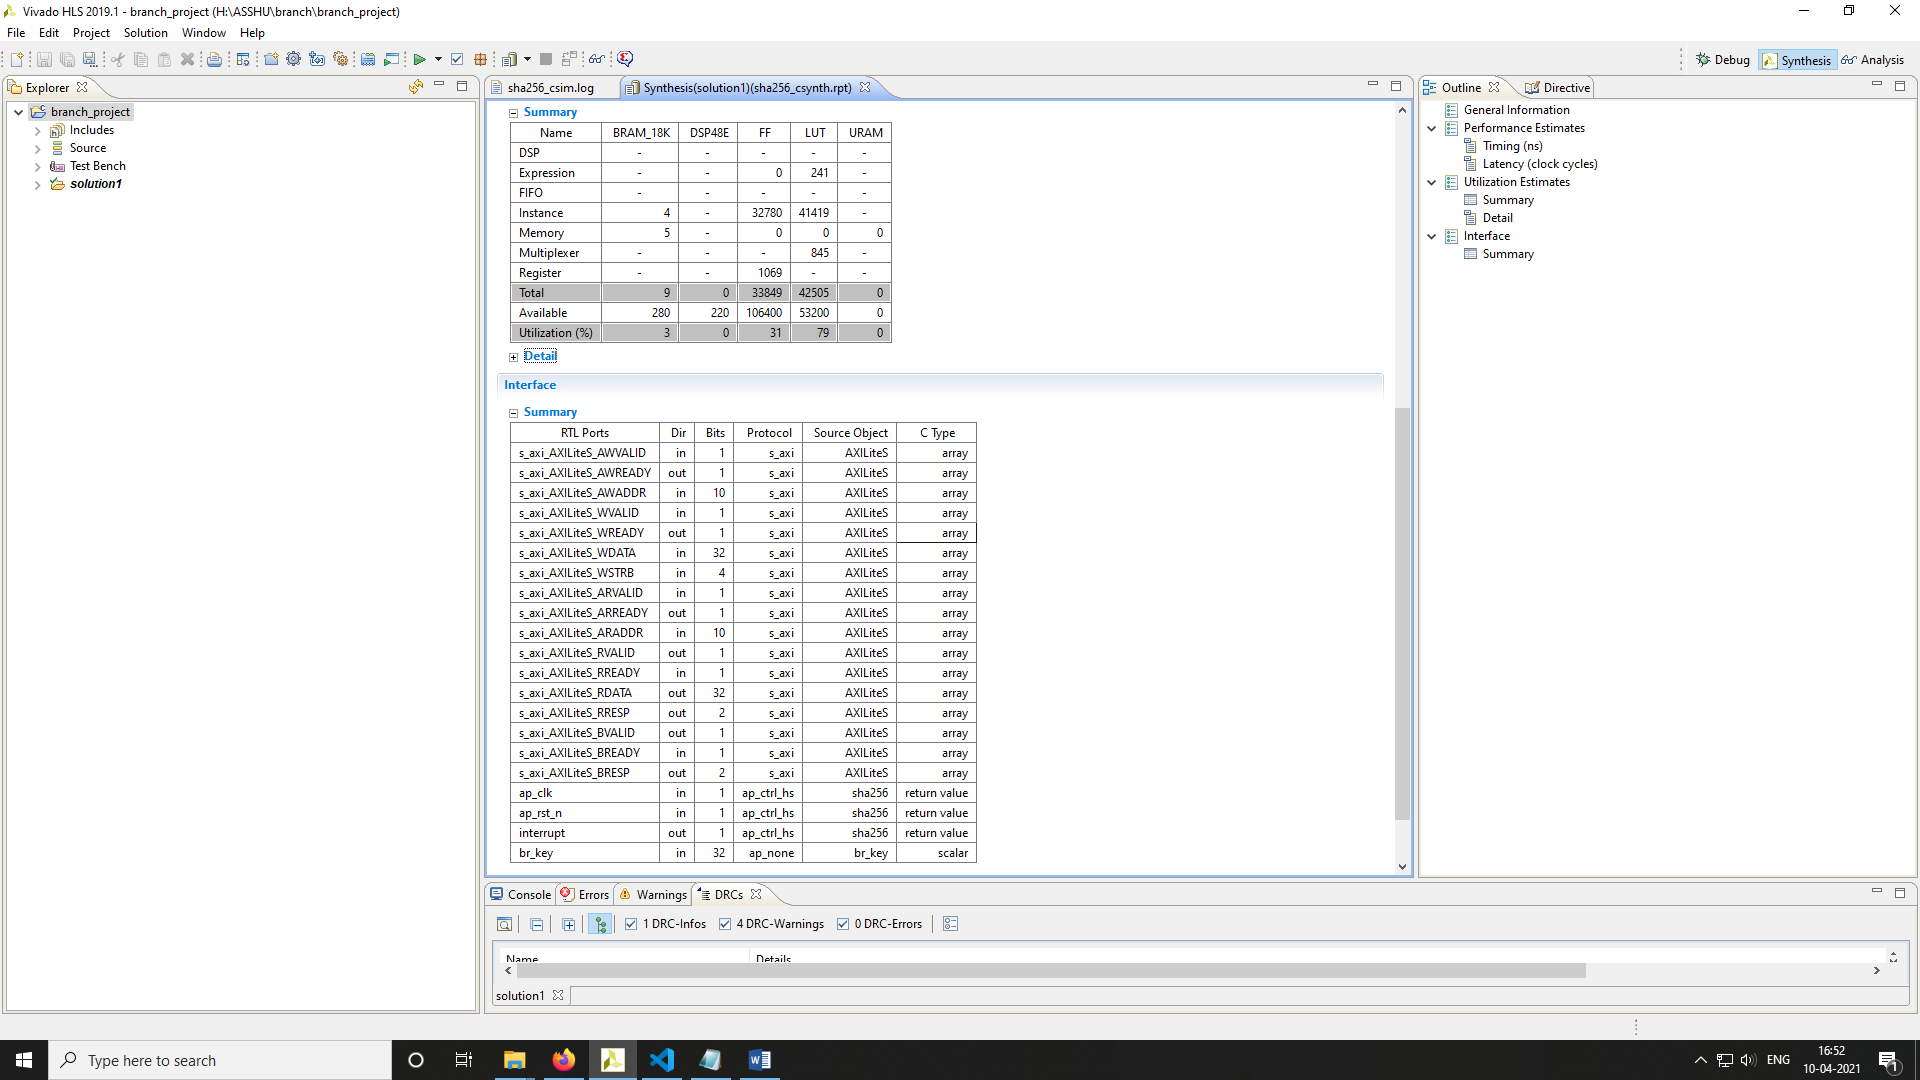 Vivado HLS 2019.1 - branch_project (H:\ASSHU\branch\branch_project)
File Edit Project Solution Window Help
Debug Synthesis Analysis
Explorer
branch_project
Includes
Source
Test Bench
solution1
sha256_csim.log Synthesis(solution1)(sha256_csynth.rpt)
Summary
Name BRAM_18K DSP48E FF LUT URAM
DSP - - - - -
Expression - - 0 241 -
FIFO - - - - -
Instance 4 - 32780 41419 -
Memory 5 - 0 0 0
Multiplexer - - - 845 -
Register - - 1069 - -
Total 9 0 33849 42505 0
Available 280 220 106400 53200 0
Utilization (%) 3 0 31 79 0
Detail
Interface
Summary
RTL Ports Dir Bits Protocol Source Object C Type
s_axi_AXILiteS_AWVALID in 1 s_axi AXILiteS array
s_axi_AXILiteS_AWREADY out 1 s_axi AXILiteS array
s_axi_AXILiteS_AWADDR in 10 s_axi AXILiteS array
s_axi_AXILiteS_WVALID in 1 s_axi AXILiteS array
s_axi_AXILiteS_WREADY out 1 s_axi AXILiteS array
s_axi_AXILiteS_WDATA in 32 s_axi AXILiteS array
s_axi_AXILiteS_WSTRB in 4 s_axi AXILiteS array
s_axi_AXILiteS_ARVALID in 1 s_axi AXILiteS array
s_axi_AXILiteS_ARREADY out 1 s_axi AXILiteS array
s_axi_AXILiteS_ARADDR in 10 s_axi AXILiteS array
s_axi_AXILiteS_RVALID out 1 s_axi AXILiteS array
s_axi_AXILiteS_RREADY in 1 s_axi AXILiteS array
s_axi_AXILiteS_RDATA out 32 s_axi AXILiteS array
s_axi_AXILiteS_RRESP out 2 s_axi AXILiteS array
s_axi_AXILiteS_BVALID out 1 s_axi AXILiteS array
s_axi_AXILiteS_BREADY in 1 s_axi AXILiteS array
s_axi_AXILiteS_BRESP out 2 s_axi AXILiteS array
ap_clk in 1 ap_ctrl_hs sha256 return value
ap_rst_n in 1 ap_ctrl_hs sha256 return value
interrupt out 1 ap_ctrl_hs sha256 return value
br_key in 32 ap_none br_key scalar
Outline Directive
General Information
Performance Estimates
Timing (ns)
Latency (clock cycles)
Utilization Estimates
Summary
Detail
Interface
Summary
Console Errors Warnings DRCs
1 DRC-Infos 4 DRC-Warnings 0 DRC-Errors
Name Details
solution1
Type here to search
ENG
16:52
10-04-2021
1